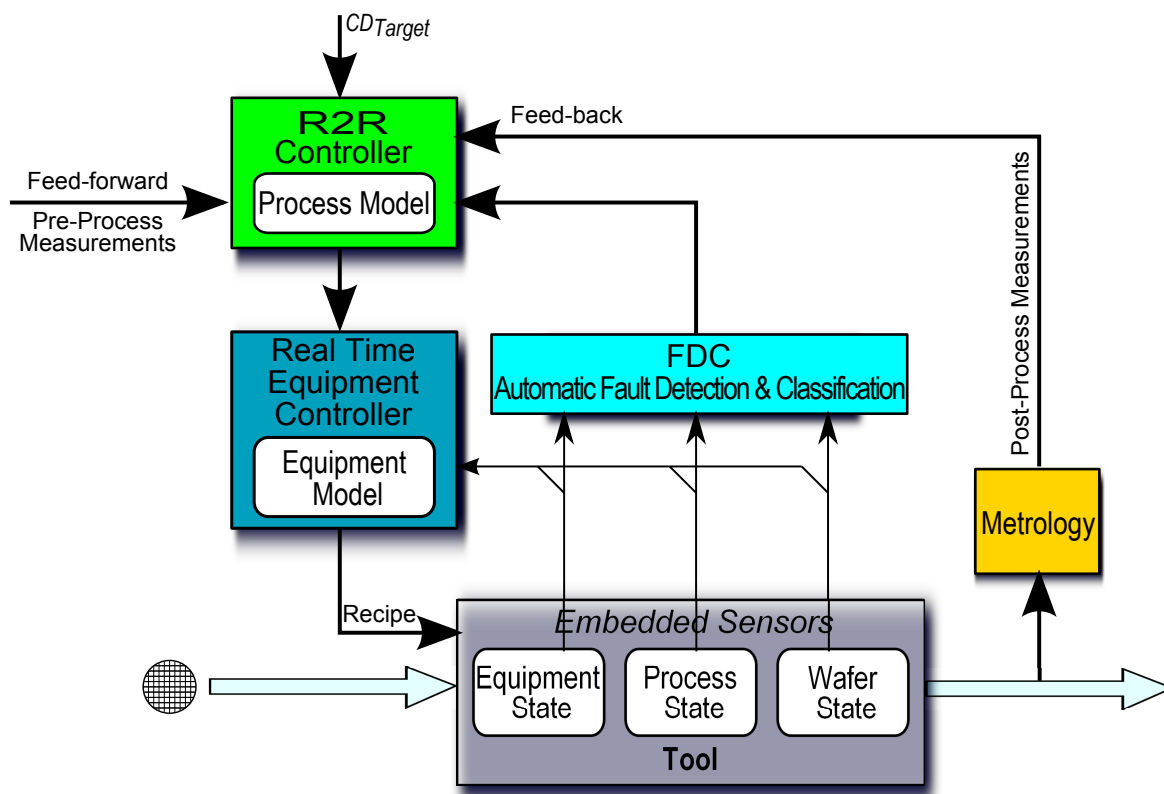 CDTarget
R2R
Controller
Process Model
Feed-forward
Pre-Process
Measurements
Feed-back
Real Time
Equipment
Controller
Equipment
Model
FDC
Automatic Fault Detection & Classification
Post-Process Measurements
Metrology
Recipe
Embedded Sensors
Equipment
State
Process
State
Wafer
State
Tool